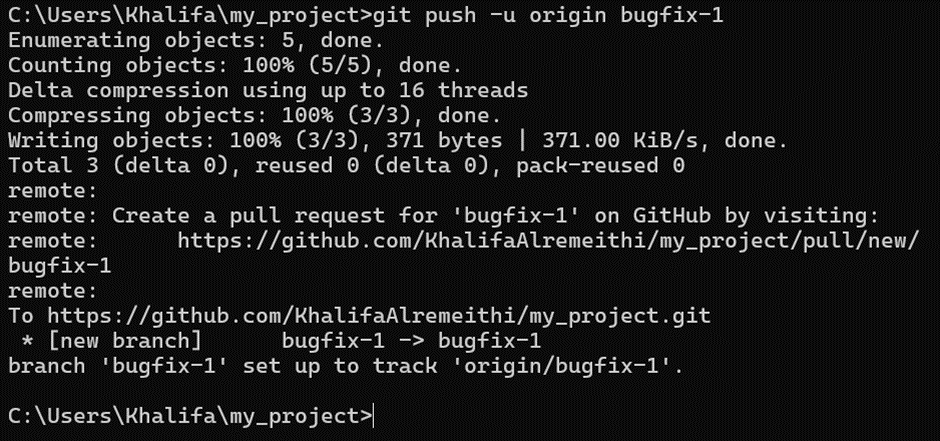 C:\Users\Khalifa\my_project>git push -u origin bugfix-1
Enumerating objects: 5, done.
Counting objects: 100% (5/5), done.
Delta compression using up to 16 threads
Compressing objects: 100% (3/3), done.
Writing objects: 100% (3/3), 371 bytes | 371.00 KiB/s, done.
Total 3 (delta 0), reused 0 (delta 0), pack-reused 0
remote:
remote: Create a pull request for 'bugfix-1' on GitHub by visiting:
remote:      https://github.com/KhalifaAlremeithi/my_project/pull/new/
bugfix-1
remote:
To https://github.com/KhalifaAlremeithi/my_project.git
 * [new branch]      bugfix-1 -> bugfix-1
branch 'bugfix-1' set up to track 'origin/bugfix-1'.

C:\Users\Khalifa\my_project>